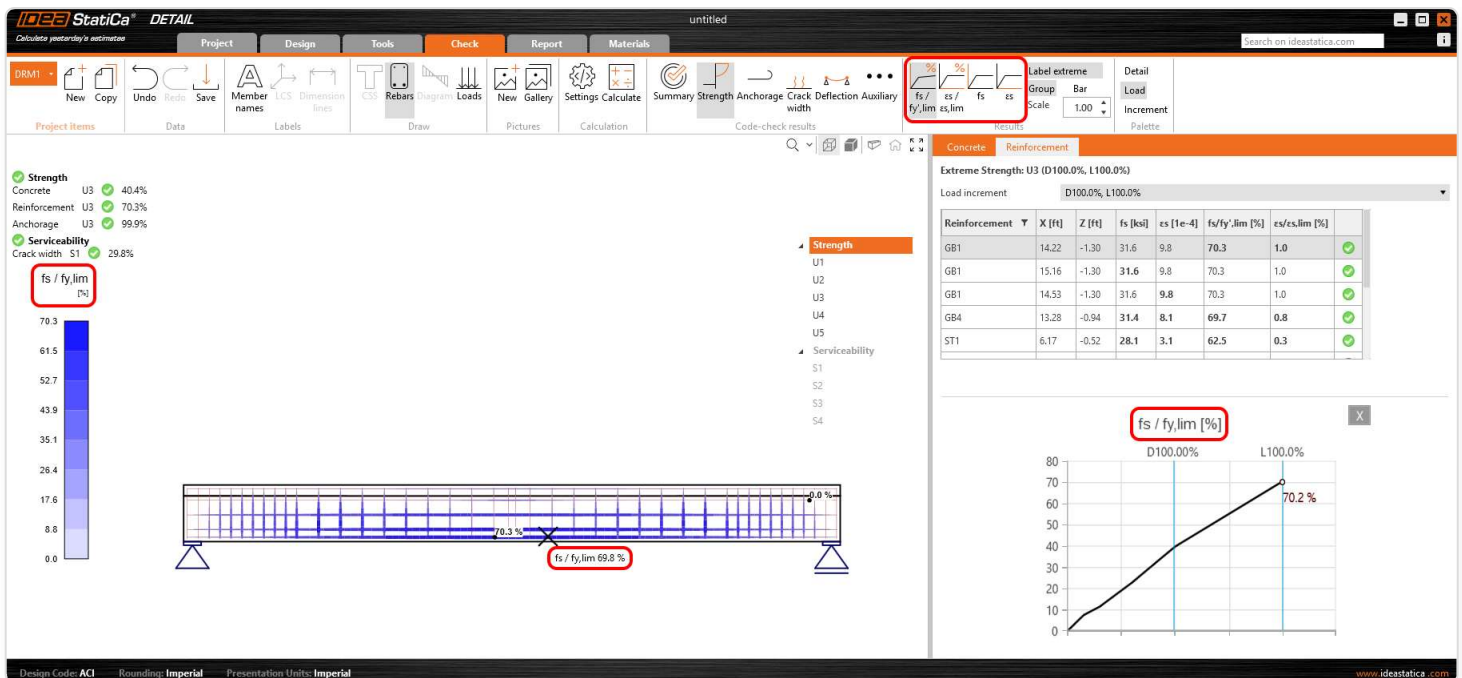 IDEA StatiCa® DETAIL
Calculate yesterday's estimates
untitled
Project
Design
Tools
Check
Report
Materials
Search on ideastatica.com
i
DRM1
New
Copy
Undo
Redo
Save
Member names
LCS
Dimension lines
CSS
Rebars
Diagram
Loads
New
Gallery
Settings
Calculate
Summary
Strength
Anchorage
Crack width
Deflection
Auxiliary
fs / fy',lim
εs / εs,lim
fs
εs
Label extreme
Group
Bar
Scale
1.00
Detail
Load
Increment
Project items
Data
Labels
Draw
Pictures
Calculation
Code-check results
Results
Palette
Strength
Concrete U3 40.4%
Reinforcement U3 70.3%
Anchorage U3 99.9%
Serviceability
Crack width S1 29.8%
fs / fy,lim
[%]
70.3
61.5
52.7
43.9
35.1
26.4
17.6
8.8
0.0
Strength
U1
U2
U3
U4
U5
Serviceability
S1
S2
S3
S4
0.0 %
70.3 %
fs / fy,lim 69.8 %
Concrete
Reinforcement
Extreme Strength: U3 (D100.0%, L100.0%)
Load increment D100.0%, L100.0%
Reinforcement X [ft] Z [ft] fs [ksi] εs [1e-4] fs/fy',lim [%] εs/εs,lim [%]
GB1 14.22 -1.30 31.6 9.8 70.3 1.0
GB1 15.16 -1.30 31.6 9.8 70.3 1.0
GB1 14.53 -1.30 31.6 9.8 70.3 1.0
GB4 13.28 -0.94 31.4 8.1 69.7 0.8
ST1 6.17 -0.52 28.1 3.1 62.5 0.3
fs / fy,lim [%]
X
D100.00%
L100.0%
80
70
60
50
40
30
20
10
0
70.2 %
Design Code: ACI
Rounding: Imperial
Presentation Units: Imperial
www.ideastatica.com